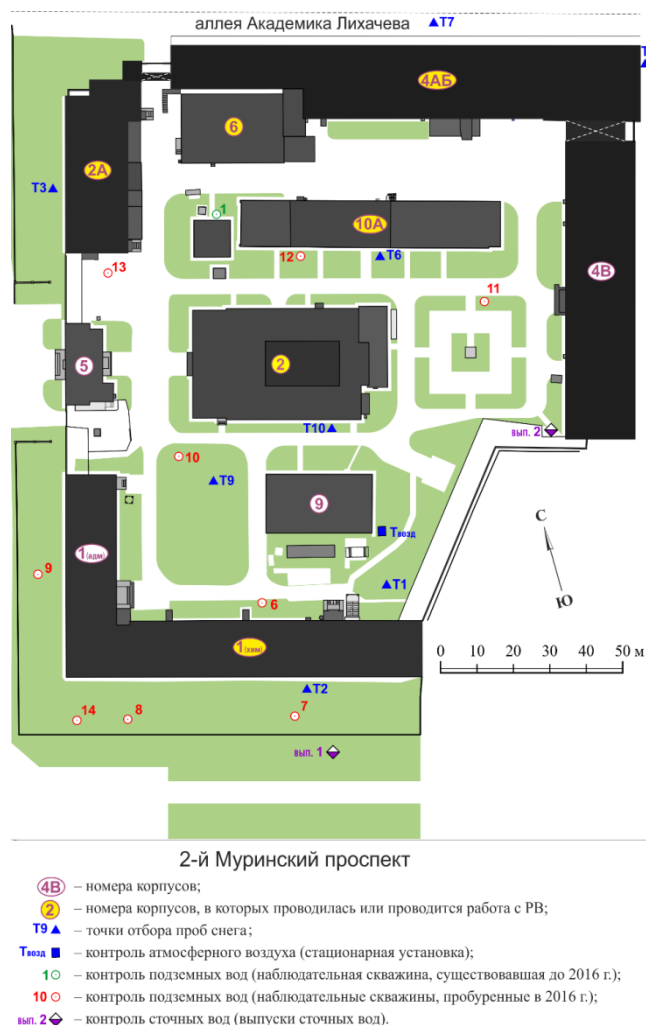 аллея Академика Лихачева
Т7
Т
4АБ
6
2А
Т3
1
10А
12
Т6
4В
13
11
5
2
Т10
вып. 2
10
Т9
9
Твозд
С
1(адм)
9
Т1
Ю
6
1(хим)
0 10 20 30 40 50 м
Т2
14
8
7
вып. 1
2-й Муринский проспект
4В – номера корпусов;
2 – номера корпусов, в которых проводилась или проводится работа с РВ;
Т9 – точки отбора проб снега;
Твозд – контроль атмосферного воздуха (стационарная установка);
1 – контроль подземных вод (наблюдательная скважина, существовавшая до 2016 г.);
10 – контроль подземных вод (наблюдательные скважины, пробуренные в 2016 г.);
вып. 2 – контроль сточных вод (выпуски сточных вод).